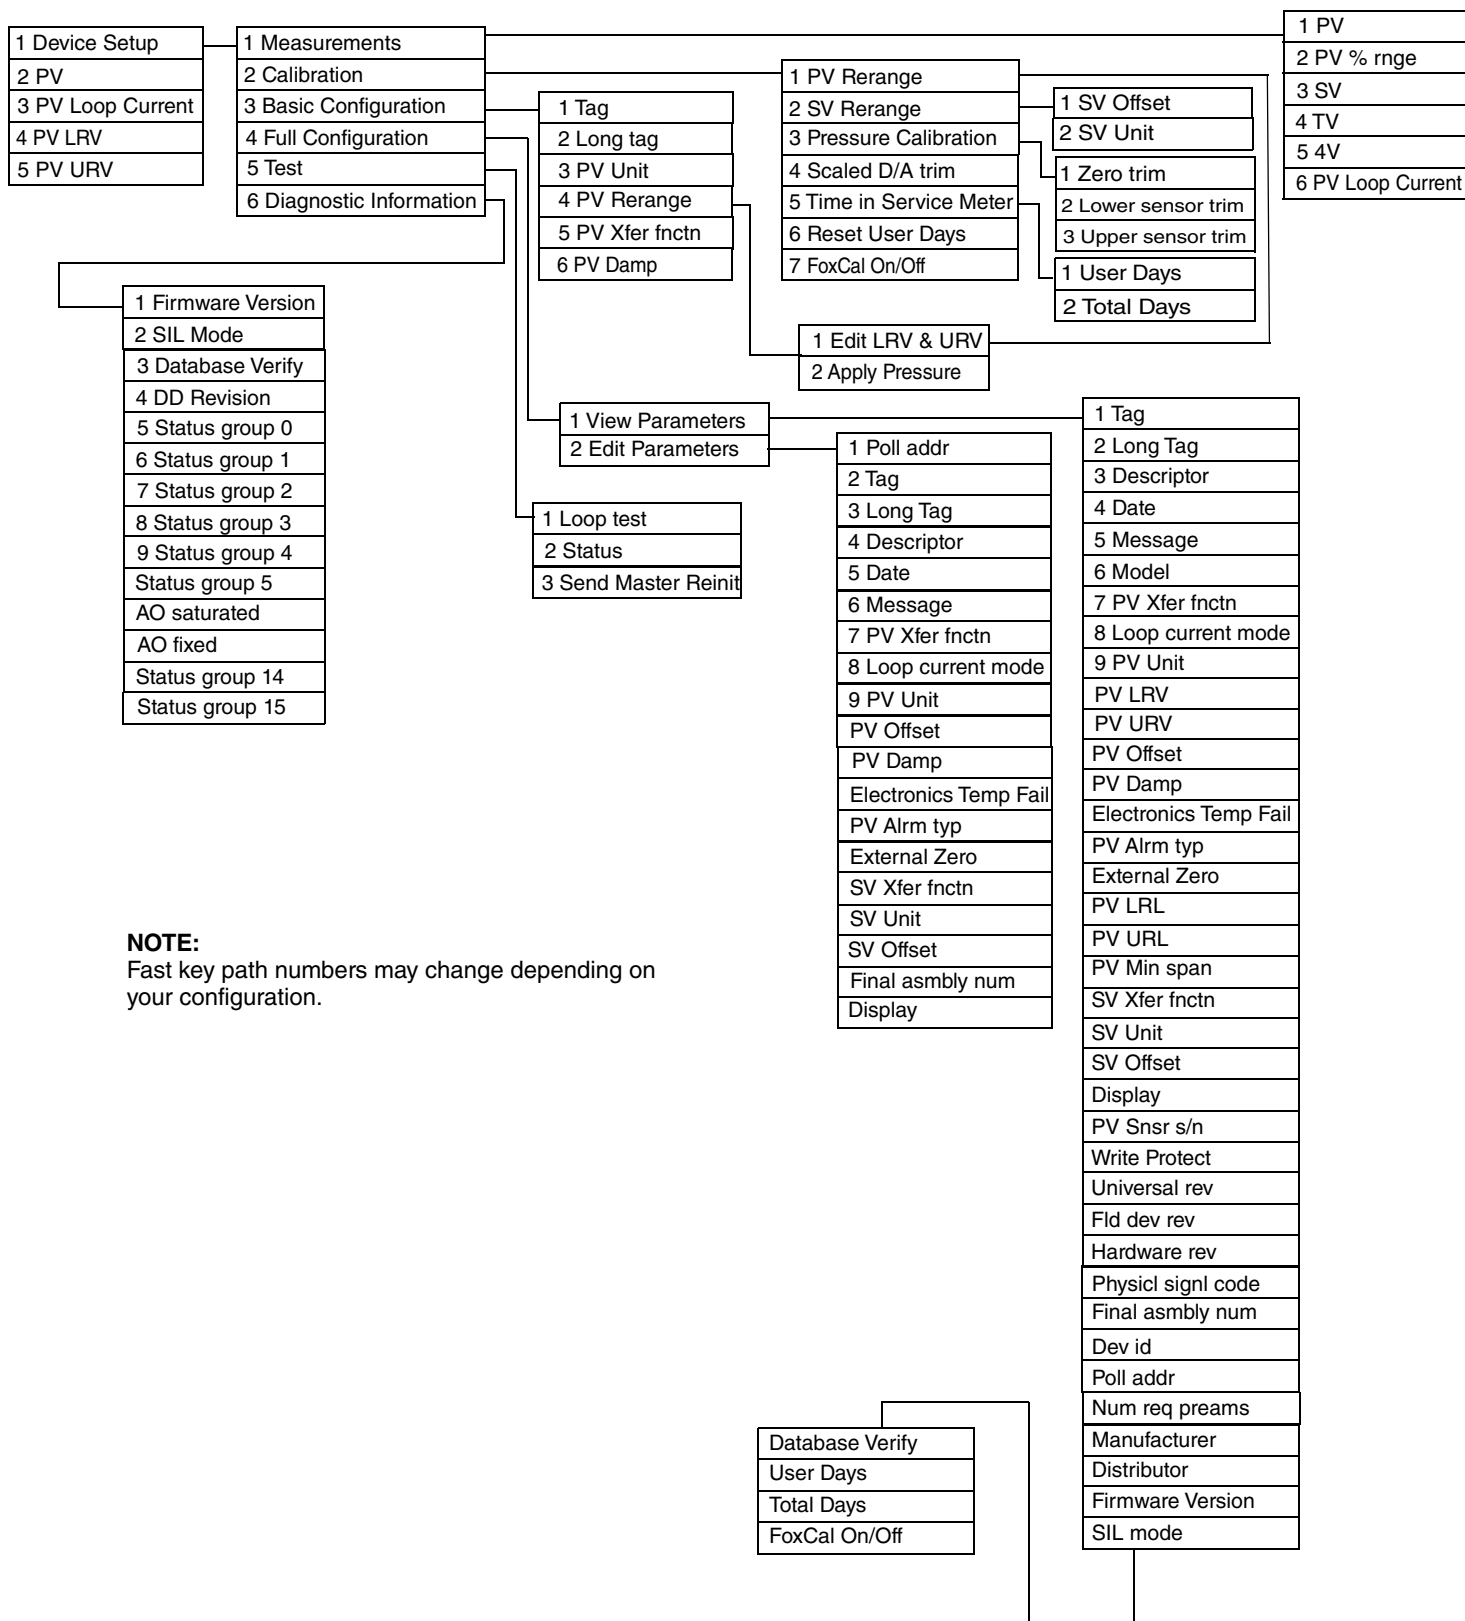 1 Device Setup
2 PV
3 PV Loop Current
4 PV LRV
5 PV URV
1 Measurements
2 Calibration
3 Basic Configuration
4 Full Configuration
5 Test
6 Diagnostic Information
1 PV
2 PV % rnge
3 SV
4 TV
5 4V
6 PV Loop Current
1 PV Rerange
2 SV Rerange
3 Pressure Calibration
4 Scaled D/A trim
5 Time in Service Meter
6 Reset User Days
7 FoxCal On/Off
1 SV Offset
2 SV Unit
1 Zero trim
2 Lower sensor trim
3 Upper sensor trim
1 User Days
2 Total Days
1 Tag
2 Long tag
3 PV Unit
4 PV Rerange
5 PV Xfer fnctn
6 PV Damp
1 Edit LRV & URV
2 Apply Pressure
1 Firmware Version
2 SIL Mode
3 Database Verify
4 DD Revision
5 Status group 0
6 Status group 1
7 Status group 2
8 Status group 3
9 Status group 4
Status group 5
AO saturated
AO fixed
Status group 14
Status group 15
1 View Parameters
2 Edit Parameters
1 Loop test
2 Status
3 Send Master Reinit
1 Poll addr
2 Tag
3 Long Tag
4 Descriptor
5 Date
6 Message
7 PV Xfer fnctn
8 Loop current mode
9 PV Unit
PV Offset
PV Damp
Electronics Temp Fail
PV Alrm typ
External Zero
SV Xfer fnctn
SV Unit
SV Offset
Final asmbly num
Display
1 Tag
2 Long Tag
3 Descriptor
4 Date
5 Message
6 Model
7 PV Xfer fnctn
8 Loop current mode
9 PV Unit
PV LRV
PV URV
PV Offset
PV Damp
Electronics Temp Fail
PV Alrm typ
External Zero
PV LRL
PV URL
PV Min span
SV Xfer fnctn
SV Unit
SV Offset
Display
PV Snsr s/n
Write Protect
Universal rev
Fld dev rev
Hardware rev
Physicl signl code
Final asmbly num
Dev id
Poll addr
Num req preams
Manufacturer
Distributor
Firmware Version
SIL mode
Database Verify
User Days
Total Days
FoxCal On/Off
NOTE:
Fast key path numbers may change depending on
your configuration.